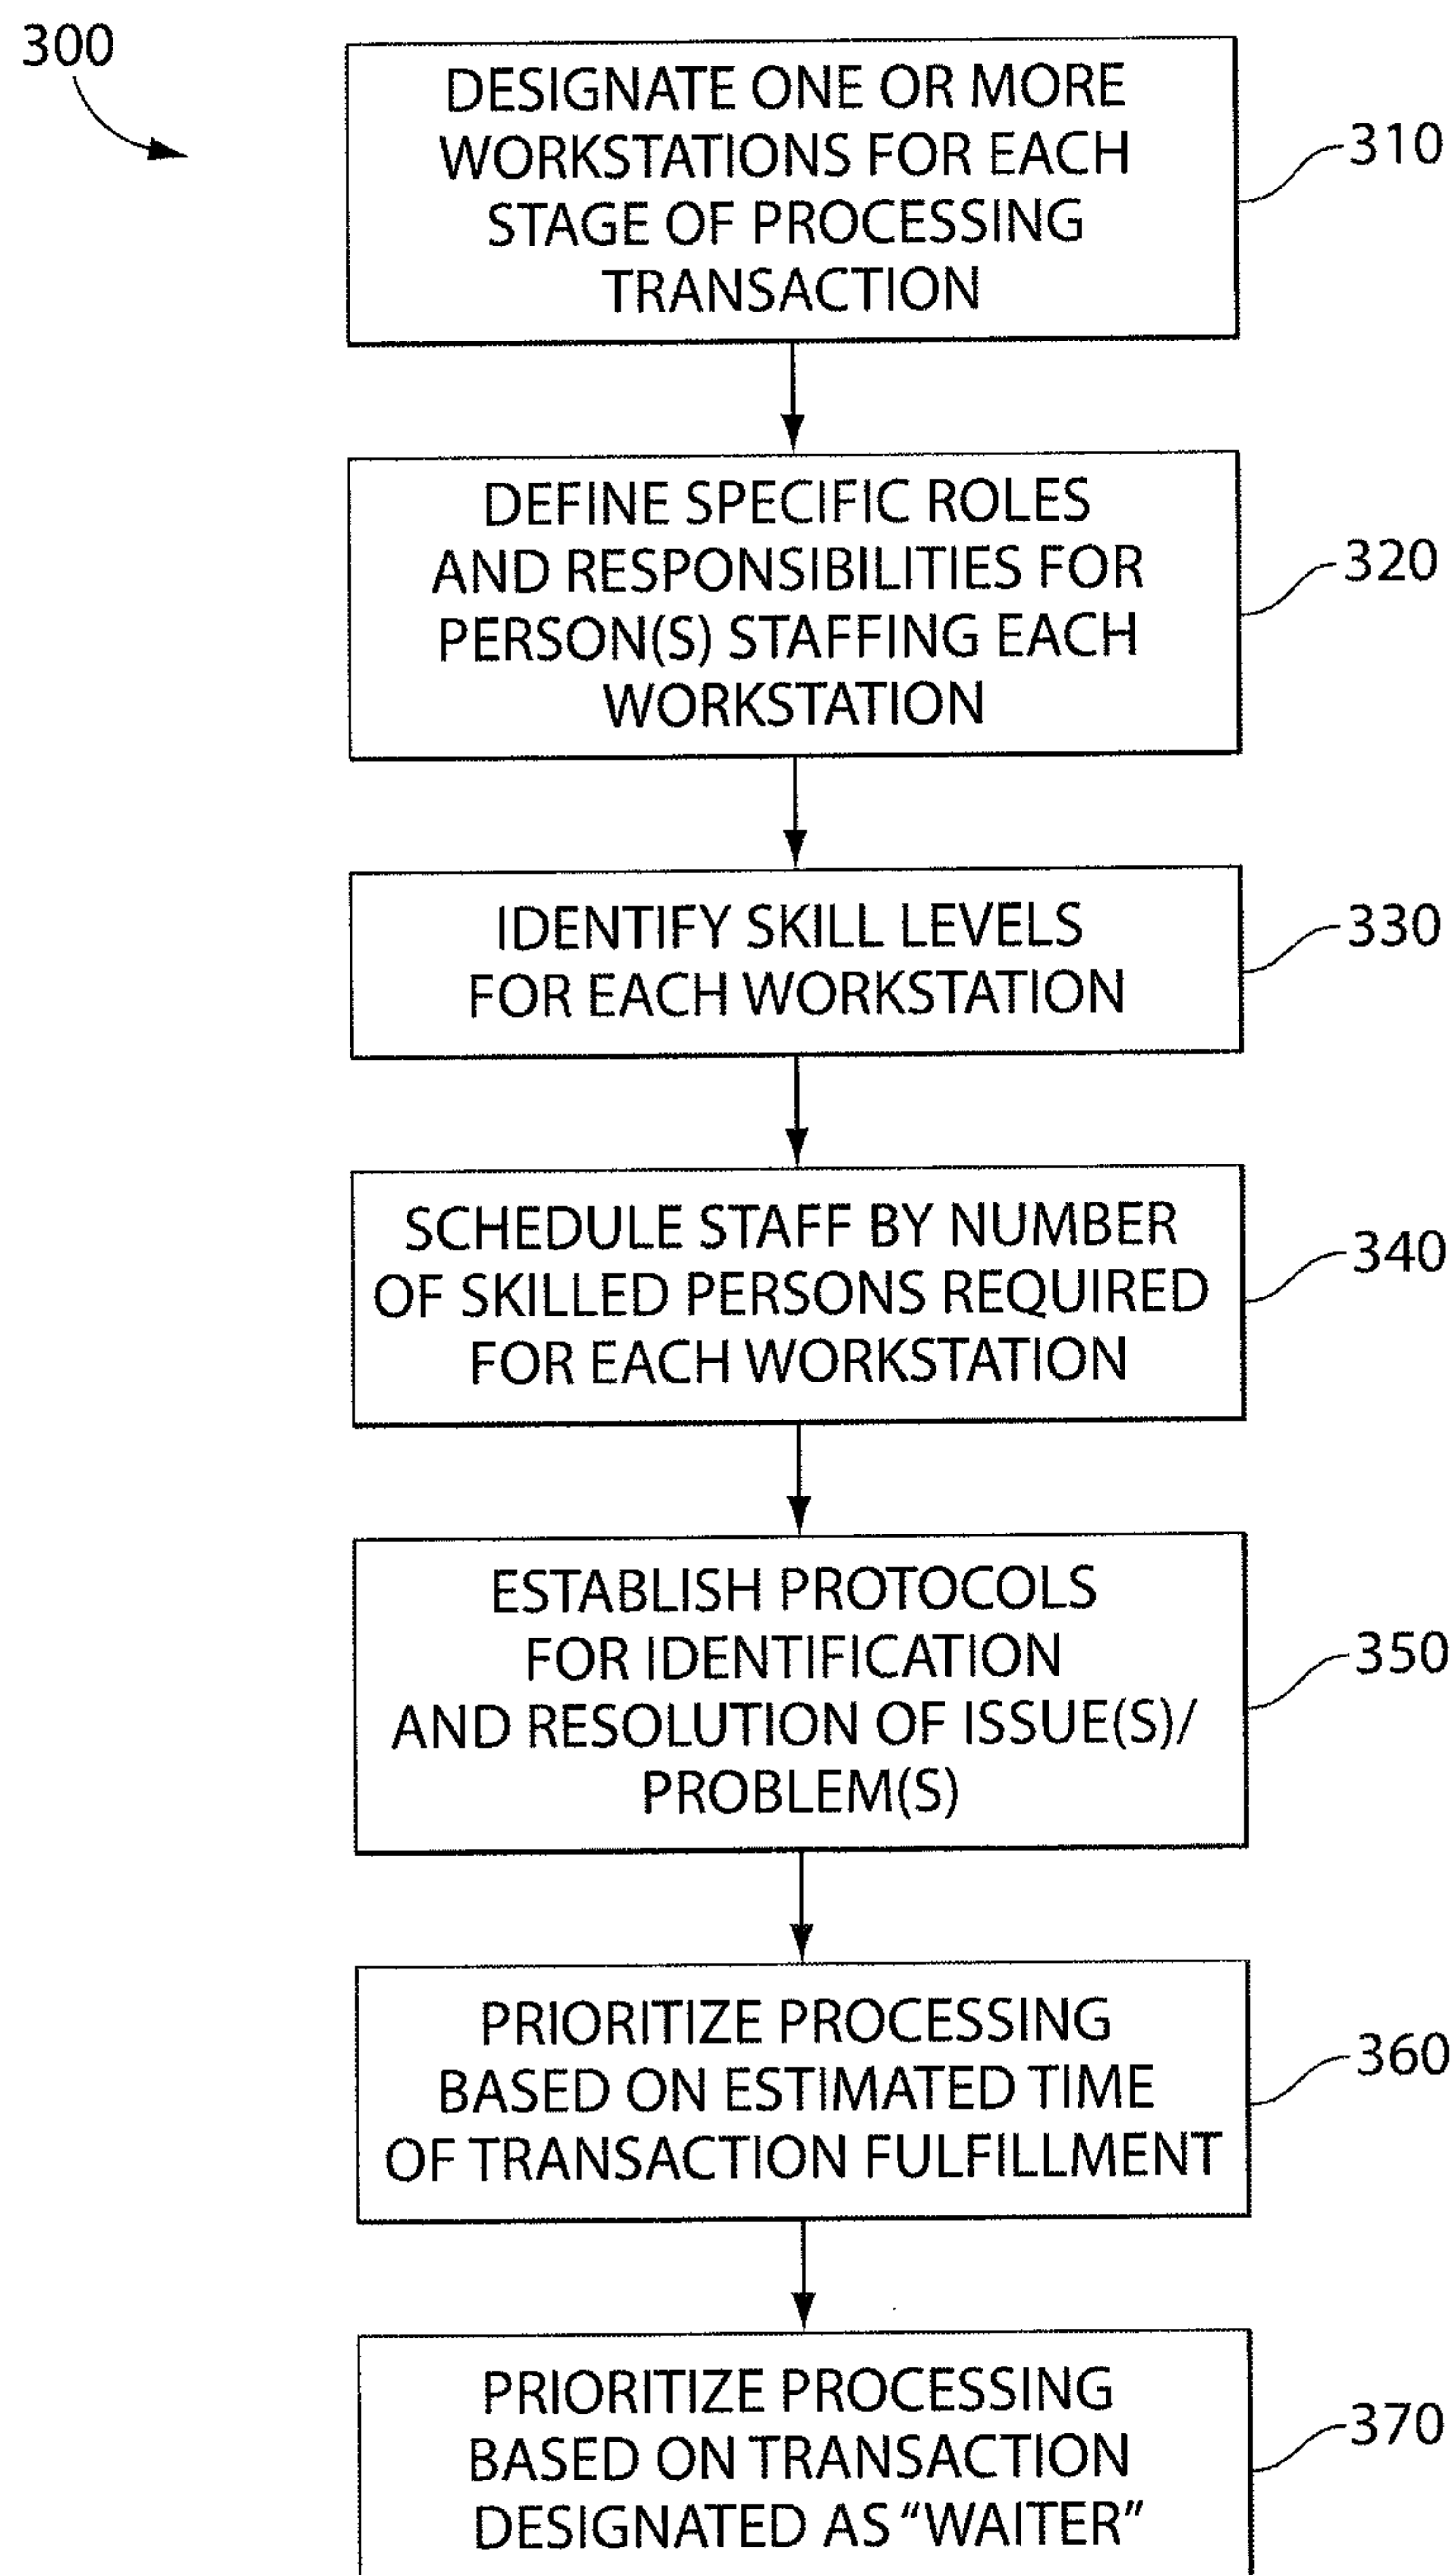 300
DESIGNATE ONE OR MORE
WORKSTATIONS FOR EACH
STAGE OF PROCESSING
TRANSACTION
310
DEFINE SPECIFIC ROLES
AND RESPONSIBILITIES FOR
PERSON(S) STAFFING EACH
WORKSTATION
320
IDENTIFY SKILL LEVELS
FOR EACH WORKSTATION
330
SCHEDULE STAFF BY NUMBER
OF SKILLED PERSONS REQUIRED
FOR EACH WORKSTATION
340
ESTABLISH PROTOCOLS
FOR IDENTIFICATION
AND RESOLUTION OF ISSUE(S)/
PROBLEM(S)
350
PRIORITIZE PROCESSING
BASED ON ESTIMATED TIME
OF TRANSACTION FULFILLMENT
360
PRIORITIZE PROCESSING
BASED ON TRANSACTION
DESIGNATED AS “WAITER”
370